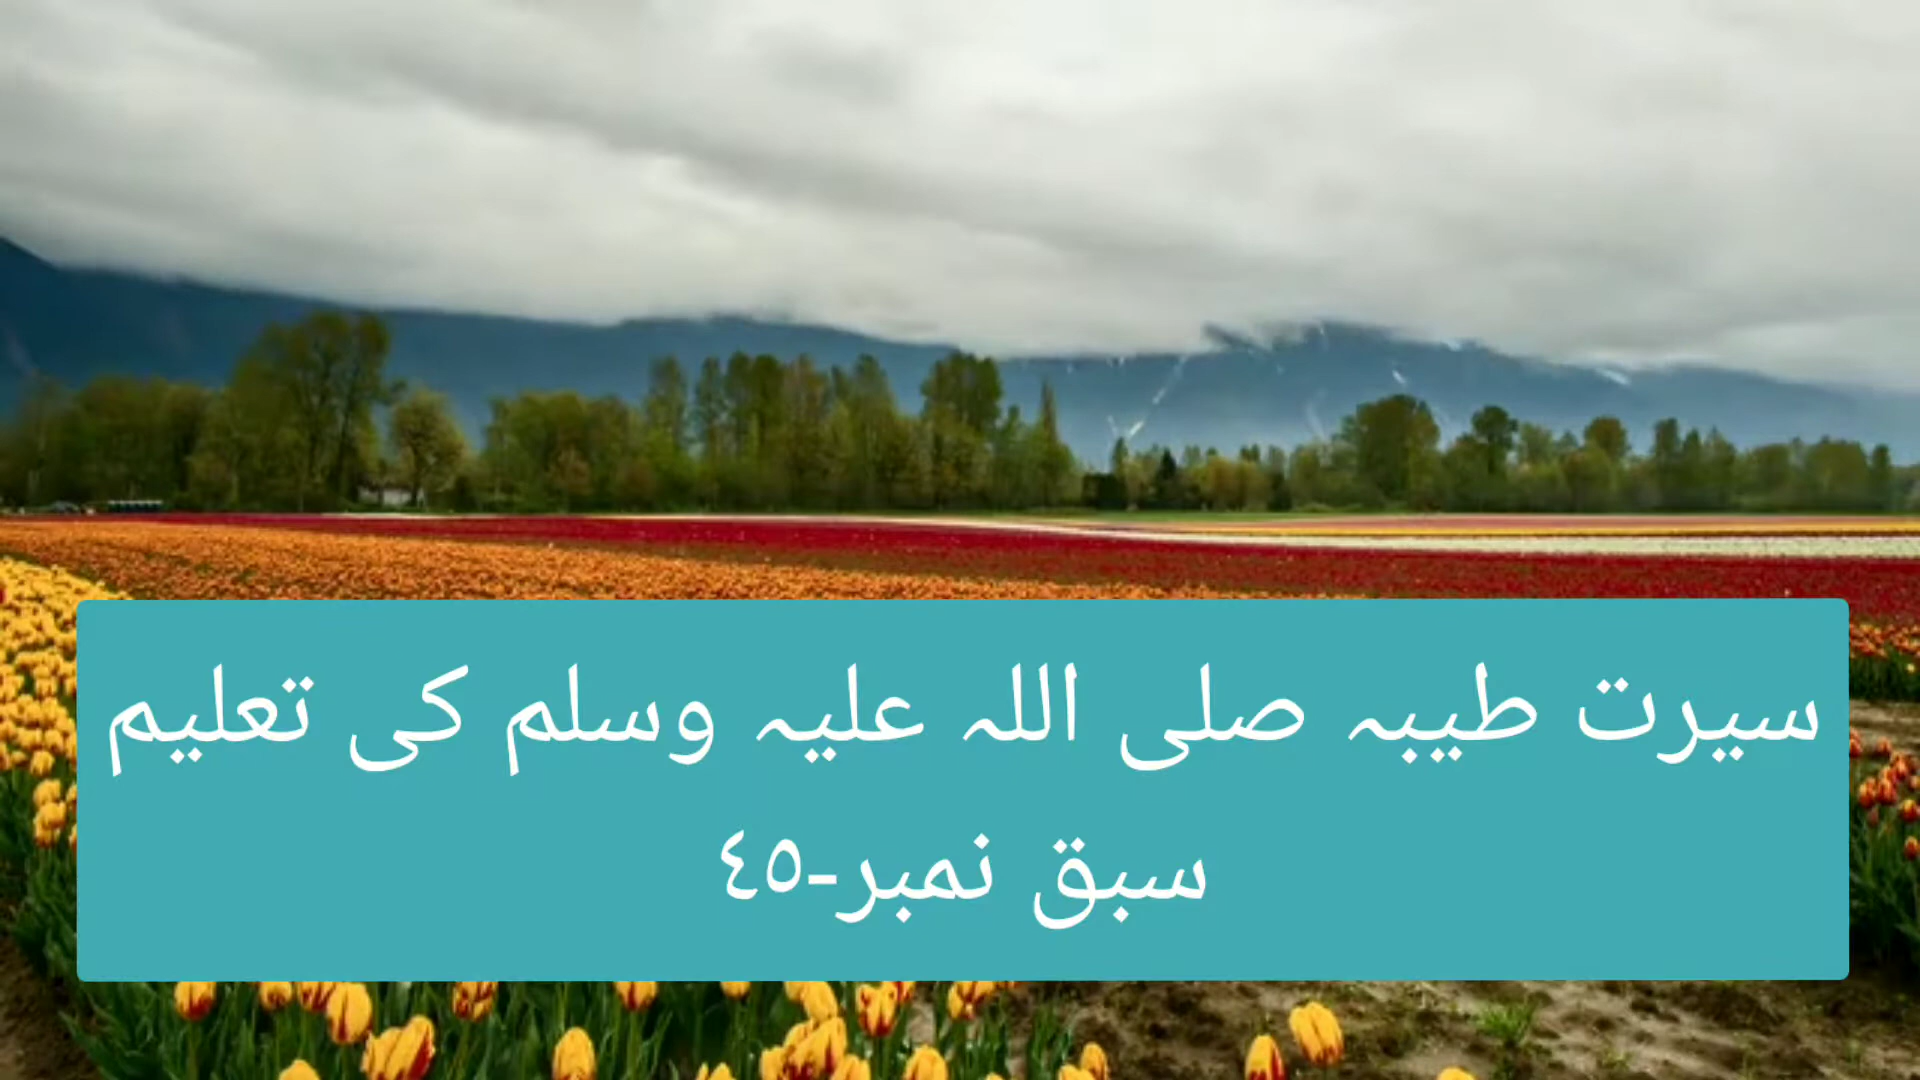 سیرت طیبہ صلی اللہ علیہ وسلم کی تعلیم
سبق نمبر-٤٥